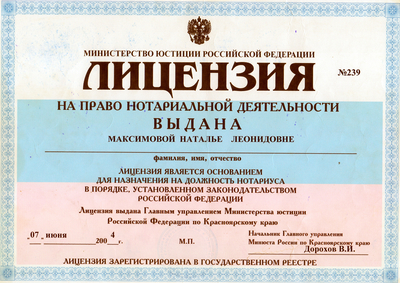 МИНИСТЕРСТВО ЮСТИЦИИ РОССИЙСКОЙ ФЕДЕРАЦИИ
ЛИЦЕНЗИЯ
№239
НА ПРАВО НОТАРИАЛЬНОЙ ДЕЯТЕЛЬНОСТИ
ВЫДАНА
МАКСИМОВОЙ НАТАЛЬЕ ЛЕОНИДОВНЕ
фамилия, имя, отчество
ЛИЦЕНЗИЯ ЯВЛЯЕТСЯ ОСНОВАНИЕМ
ДЛЯ НАЗНАЧЕНИЯ НА ДОЛЖНОСТЬ НОТАРИУСА
В ПОРЯДКЕ, УСТАНОВЛЕННОМ ЗАКОНОДАТЕЛЬСТВОМ
РОССИЙСКОЙ ФЕДЕРАЦИИ
Лицензия выдана Главным управлением Министерства юстиции
Российской Федерации по Красноярскому краю
07 июня 2004 г.
М.П.
Начальник Главного управления
Минюста России по Красноярскому краю
Дорохов В.И.
ЛИЦЕНЗИЯ ЗАРЕГИСТРИРОВАНА В ГОСУДАРСТВЕННОМ РЕЕСТРЕ